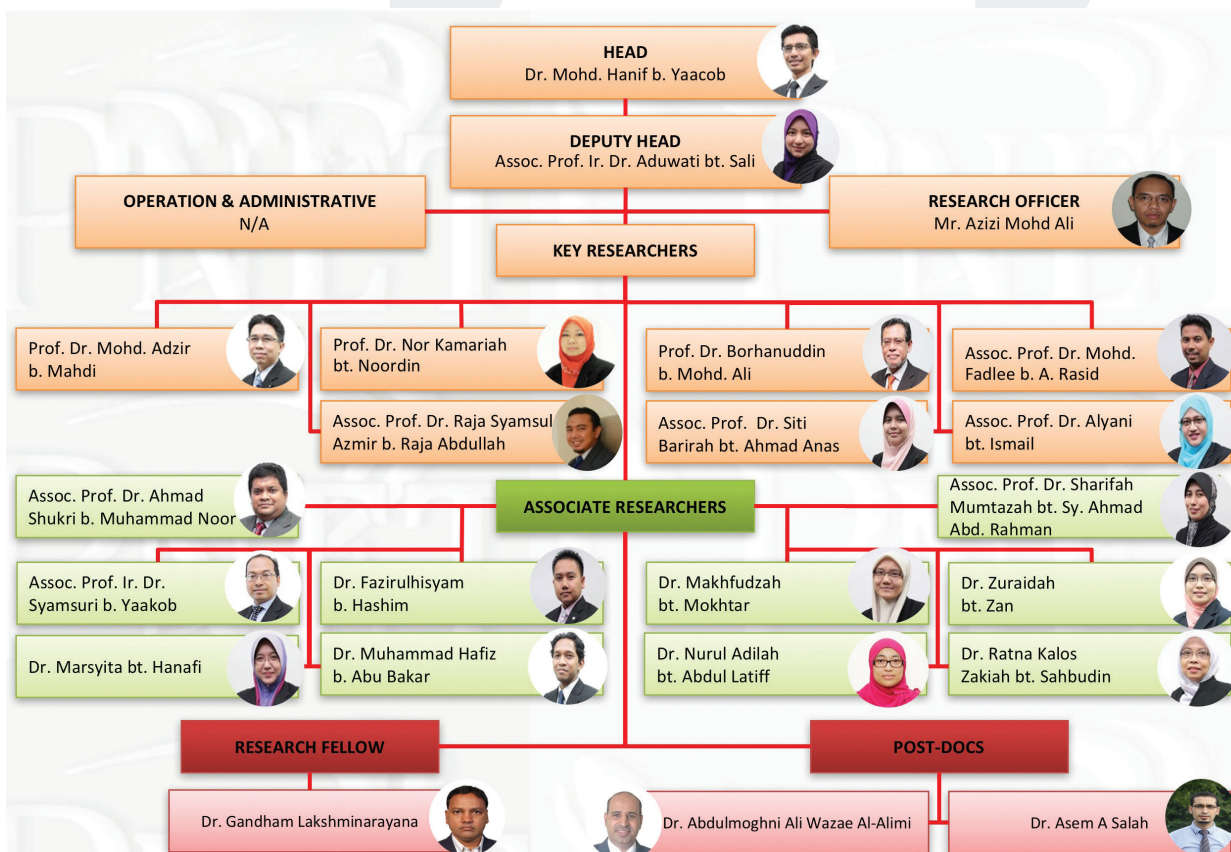 HEAD
Dr. Mohd. Hanif b. Yaacob
DEPUTY HEAD
Assoc. Prof. Ir. Dr. Aduwati bt. Sali
OPERATION & ADMINISTRATIVE
N/A
RESEARCH OFFICER
Mr. Azizi Mohd Ali
KEY RESEARCHERS
Prof. Dr. Mohd. Adzir
b. Mahdi
Prof. Dr. Nor Kamariah
bt. Noordin
Prof. Dr. Borhanuddin
b. Mohd. Ali
Assoc. Prof. Dr. Mohd.
Fadlee b. A. Rasid
Assoc. Prof. Dr. Raja Syamsul
Azmir b. Raja Abdullah
Assoc. Prof. Dr. Siti
Barirah bt. Ahmad Anas
Assoc. Prof. Dr. Alyani
bt. Ismail
ASSOCIATE RESEARCHERS
Assoc. Prof. Dr. Ahmad
Shukri b. Muhammad Noor
Assoc. Prof. Dr. Sharifah
Mumtazah bt. Sy. Ahmad
Abd. Rahman
Assoc. Prof. Ir. Dr.
Syamsuri b. Yaakob
Dr. Fazirulhisyam
b. Hashim
Dr. Makhfudzah
bt. Mokhtar
Dr. Zuraidah
bt. Zan
Dr. Marsyita bt. Hanafi
Dr. Muhammad Hafiz
b. Abu Bakar
Dr. Nurul Adilah
bt. Abdul Latiff
Dr. Ratna Kalos
Zakiah bt. Sahbudin
RESEARCH FELLOW
POST-DOCS
Dr. Gandham Lakshminarayana
Dr. Abdulmoghni Ali Wazae Al-Alimi
Dr. Asem A Salah